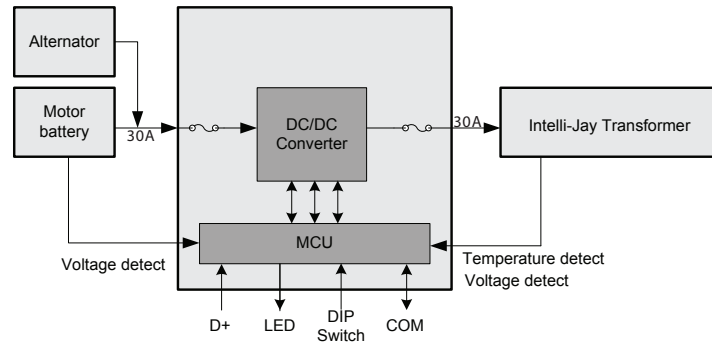 Alternator
Motor
battery
30A
DC/DC
Converter
30A
Intelli-Jay Transformer
MCU
Voltage detect
Temperature detect
Voltage detect
D+
LED
DIP
Switch
COM